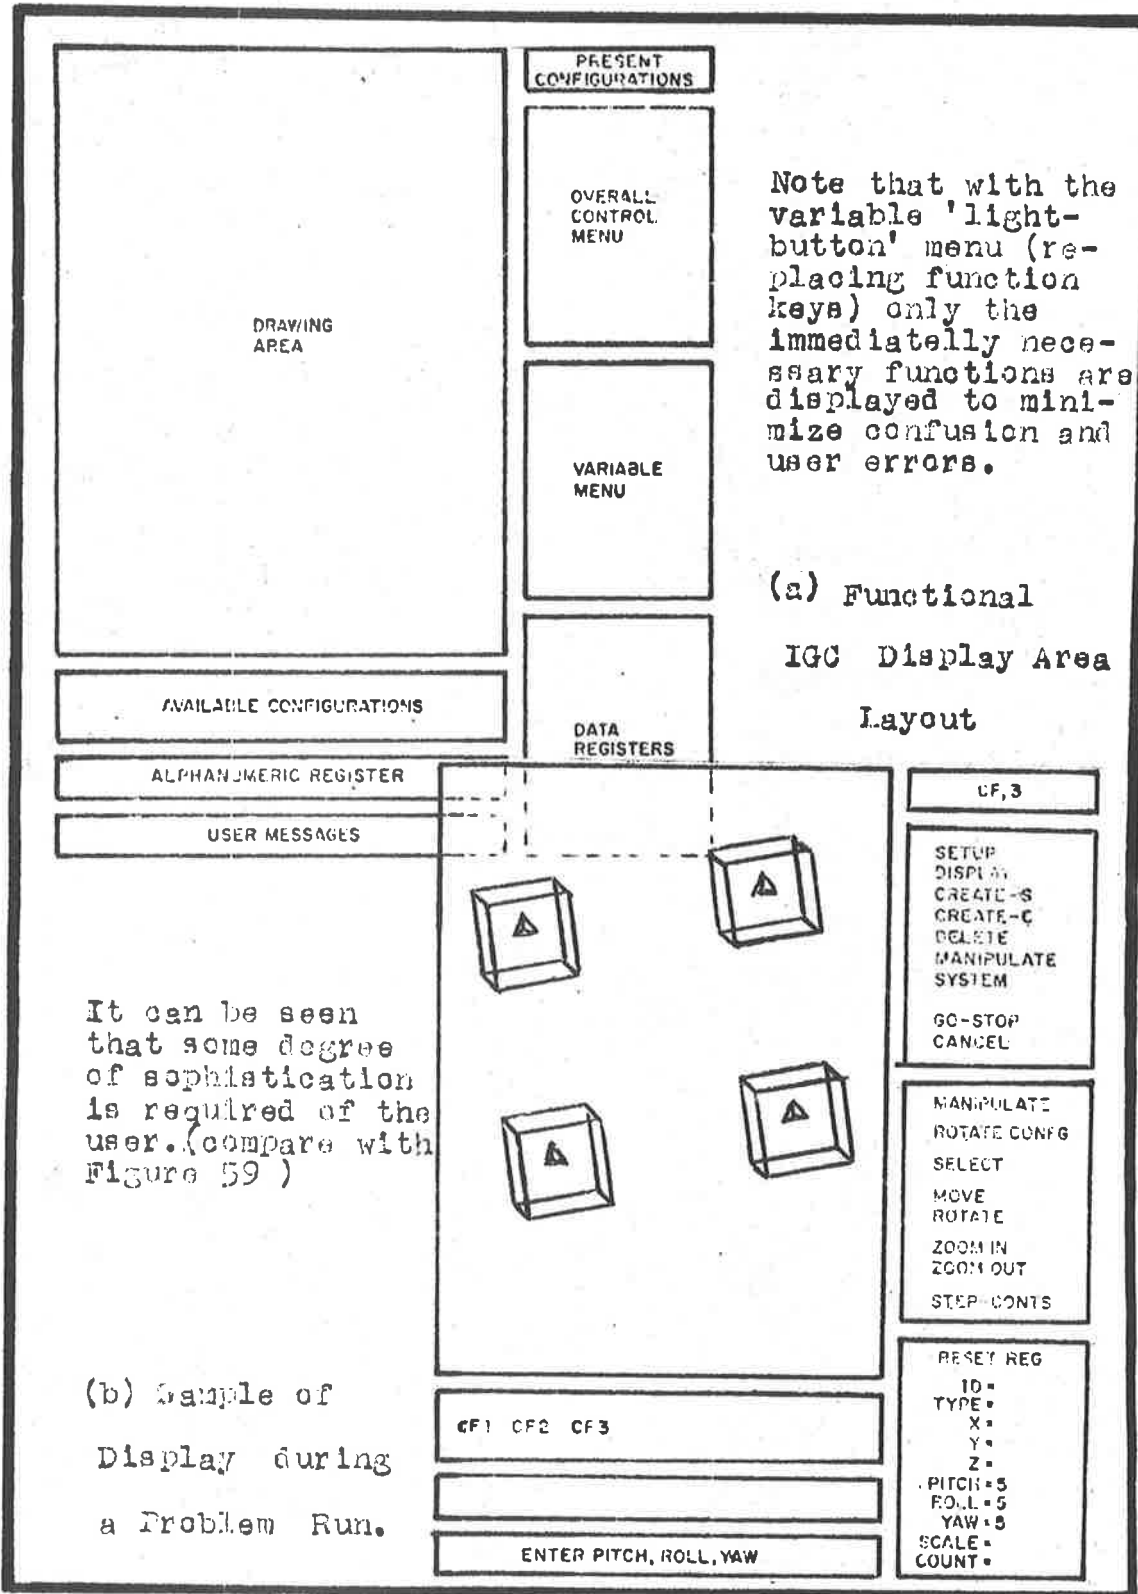 PRESENT
CONFIGURATIONS
OVERALL
CONTROL
MENU
DRAWING
AREA
VARIABLE
MENU
Note that with the
variable 'light-
button' menu (re-
placing function
keys) only the
immediatelly nece-
ssary functions are
displayed to mini-
mize confusion and
user errors.
(a) Functional
IGC Display Area
Layout
AVAILABLE CONFIGURATIONS
DATA
REGISTERS
ALPHANUMERIC REGISTER
USER MESSAGES
CF,3
SETUP
DISPLAY
CREATE-S
CREATE-C
DELETE
MANIPULATE
SYSTEM
GO-STOP
CANCEL
It can be seen
that some degree
of sophistication
is required of the
user.(compare with
Figure 59 )
MANIPULATE
ROTATE CONFG
SELECT
MOVE
ROTATE
ZOOM IN
ZOOM OUT
STEP-CONTS
(b) Sample of
Display during
a Problem Run.
RESET REG
ID =
TYPE =
X =
Y =
Z =
PITCH = 5
ROLL = 5
YAW = 5
SCALE =
COUNT =
CF1 CF2 CF3
ENTER PITCH, ROLL, YAW